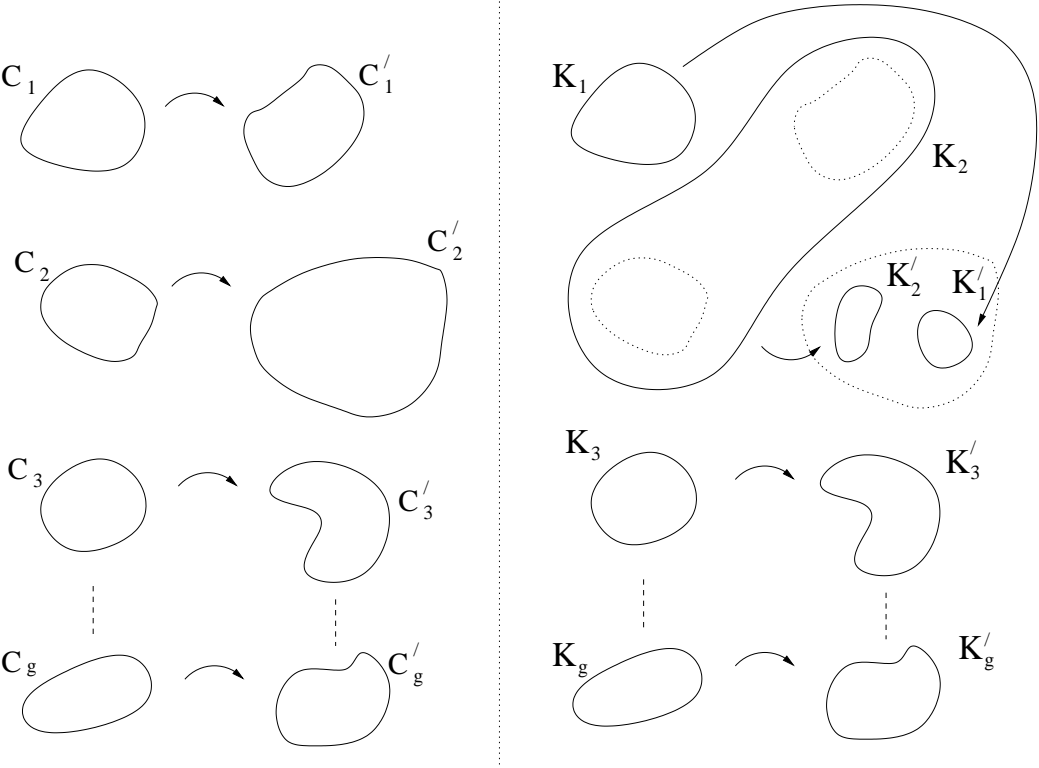 C1 C1′
C2 C2′
C3 C3′
Cg Cg′
K1 K2
K2′ K1′
K3 K3′
Kg Kg′